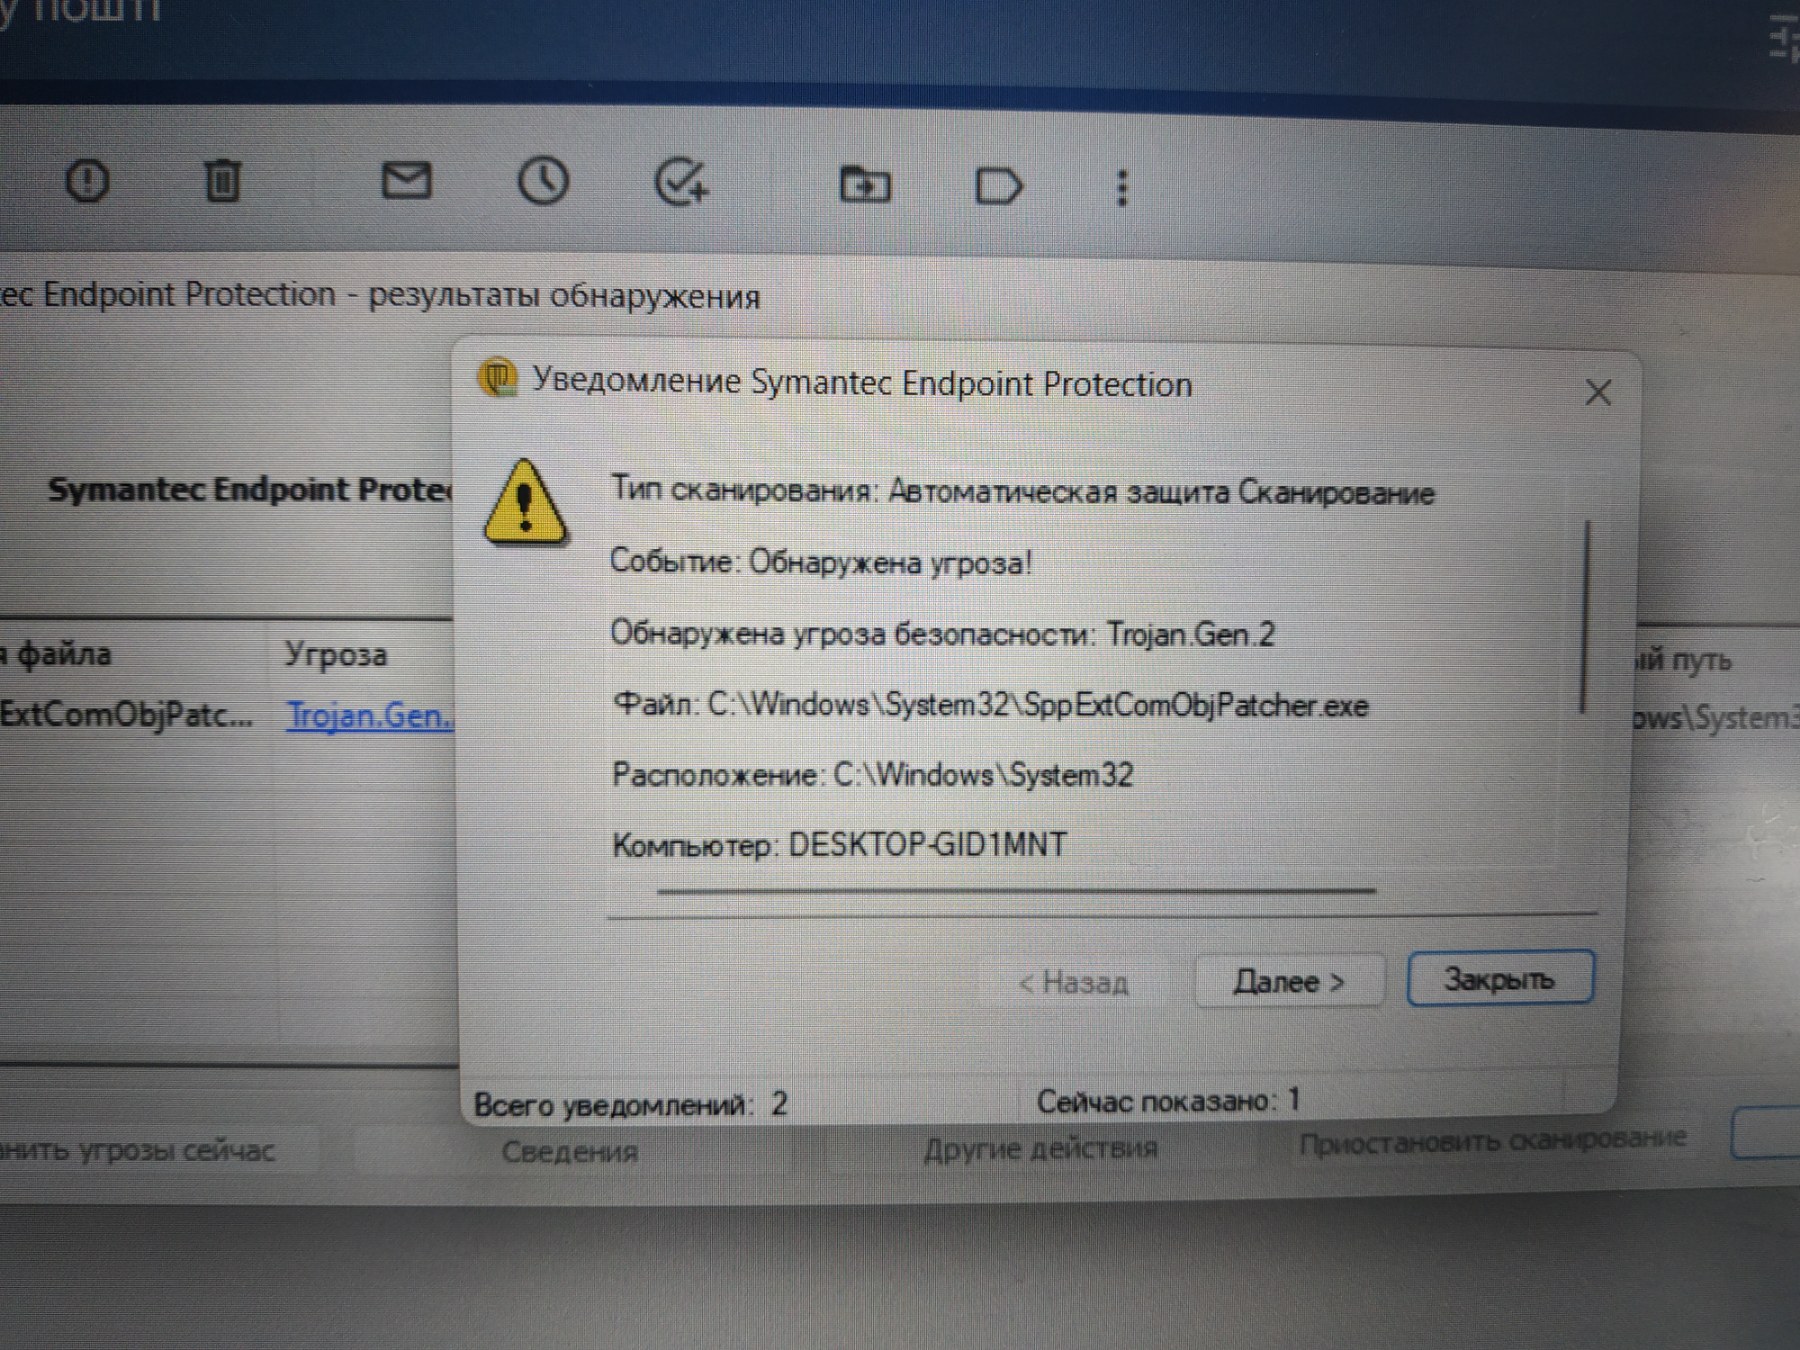 у пошті
ec Endpoint Protection - результаты обнаружения
Уведомление Symantec Endpoint Protection
Symantec Endpoint Protec
Тип сканирования: Автоматическая защита Сканирование
Событие: Обнаружена угроза!
Обнаружена угроза безопасности: Trojan.Gen.2
я файла
Угроза
ый путь
Файл: C:\Windows\System32\SppExtComObjPatcher.exe
ExtComObjPatc...
Trojan.Gen.
ows\System3
Расположение: C:\Windows\System32
Компьютер: DESKTOP-GID1MNT
< Назад
Далее >
Закрыть
Всего уведомлений: 2
Сейчас показано: 1
нить угрозы сейчас
Сведения
Другие действия
Приостановить сканирование